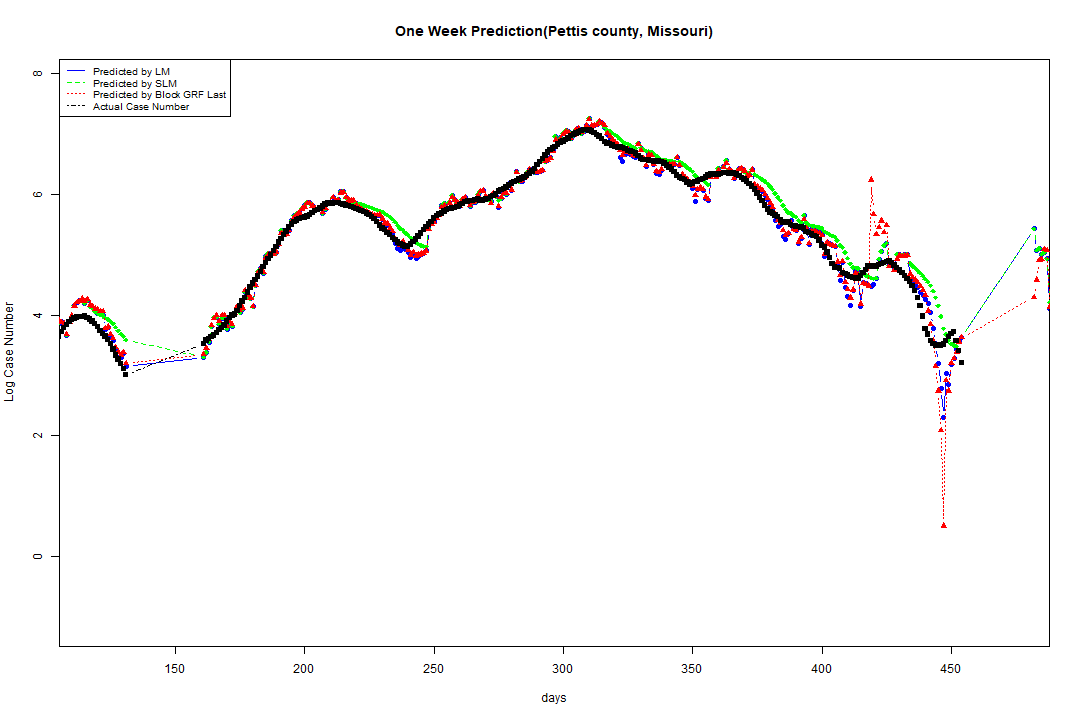 One Week Prediction(Pettis county, Missouri)
Predicted by LM
Predicted by SLM
Predicted by Block GRF Last
Actual Case Number
Log Case Number
8
6
4
2
0
150 200 250 300 350 400 450
days